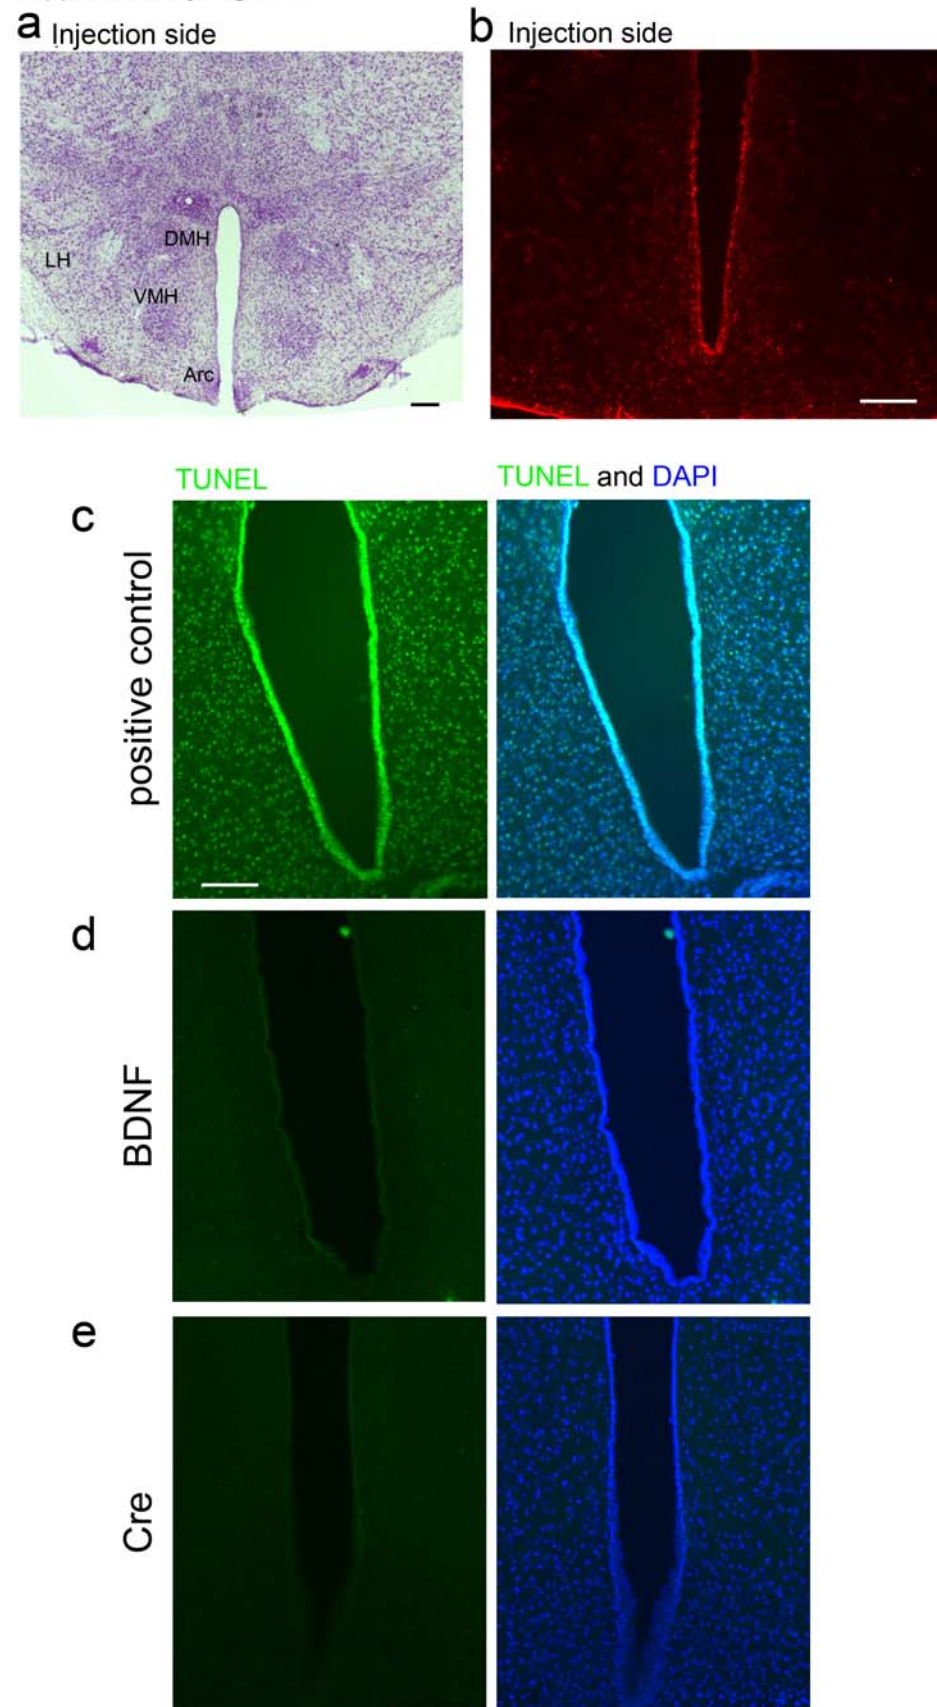 a Injection side
b Injection side
DMH
LH
VMH
Arc
TUNEL
TUNEL and DAPI
c
positive control
d
BDNF
e
Cre